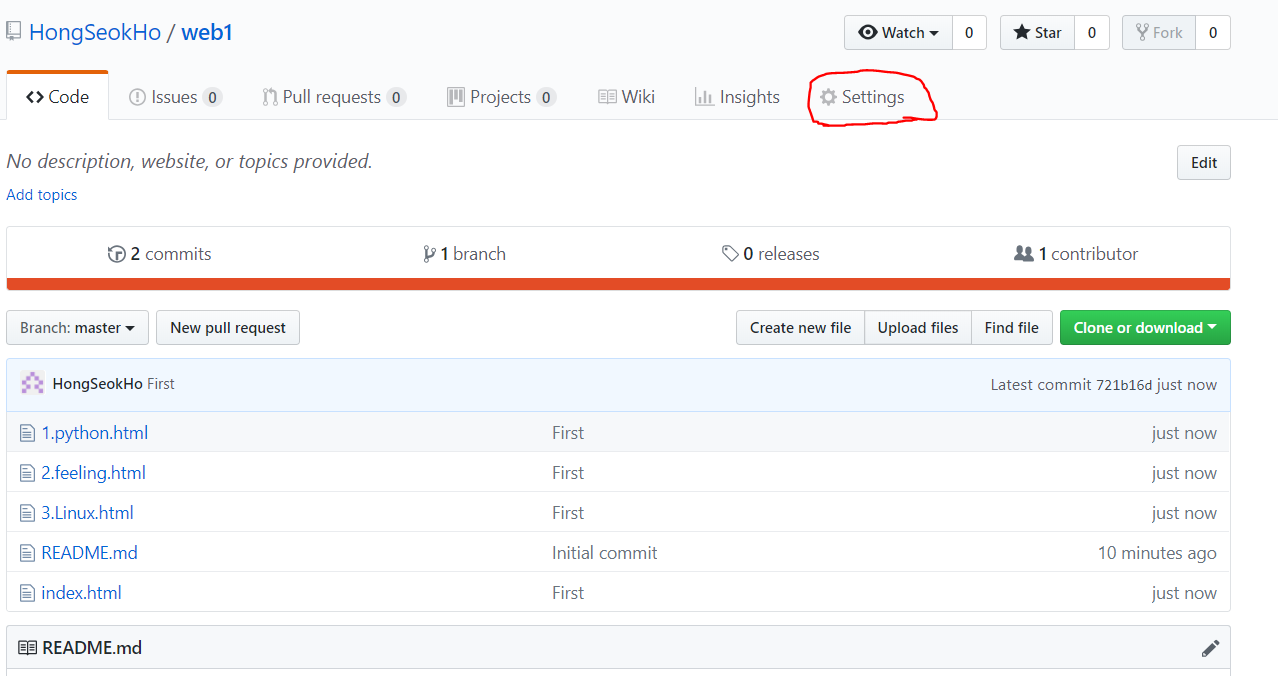 HongSeokHo / web1
Watch 0 Star 0 Fork 0
Code Issues 0 Pull requests 0 Projects 0 Wiki Insights Settings
No description, website, or topics provided.
Edit
Add topics
2 commits 1 branch 0 releases 1 contributor
Branch: master New pull request Create new file Upload files Find file Clone or download
HongSeokHo First Latest commit 721b16d just now
1.python.html First just now
2.feeling.html First just now
3.Linux.html First just now
README.md Initial commit 10 minutes ago
index.html First just now
README.md